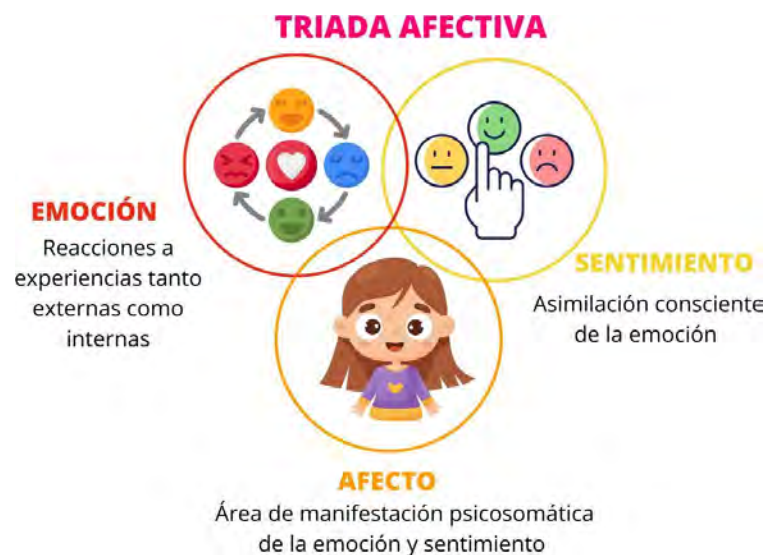 TRIADA AFECTIVA
EMOCIÓN
Reacciones a
experiencias tanto
externas como
internas
SENTIMIENTO
Asimilación consciente
de la emoción
AFECTO
Área de manifestación psicosomática
de la emoción y sentimiento